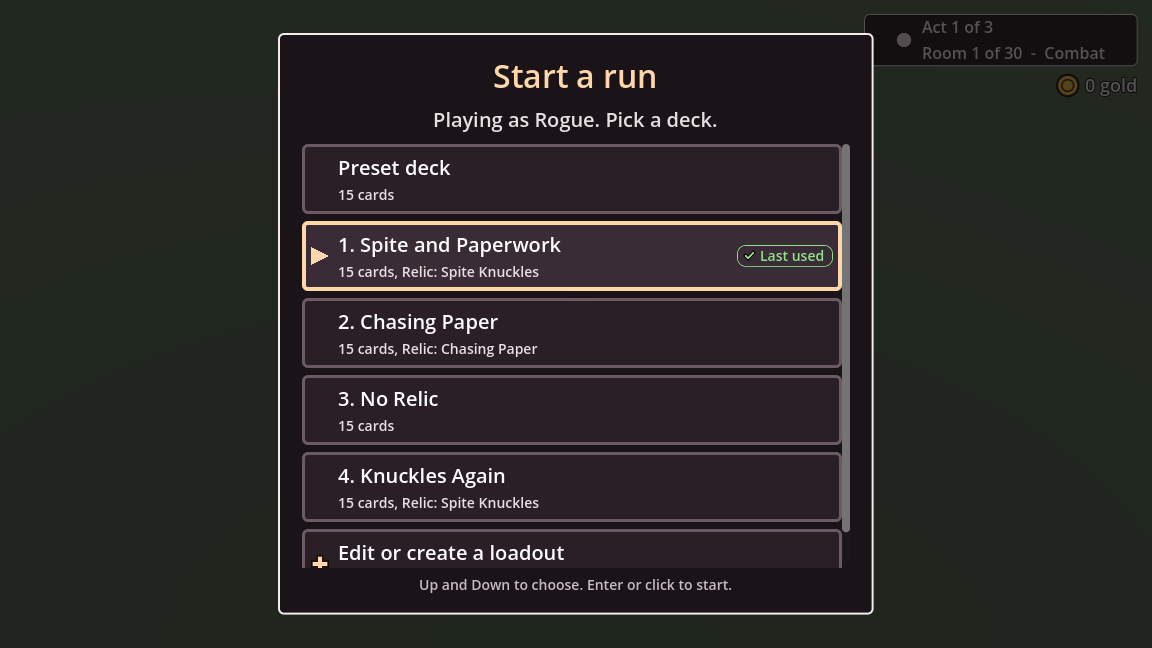 Act 1 of 3
Room 1 of 30 - Combat
0 gold
Start a run
Playing as Rogue. Pick a deck.
Preset deck
15 cards
1. Spite and Paperwork
15 cards, Relic: Spite Knuckles
Last used
2. Chasing Paper
15 cards, Relic: Chasing Paper
3. No Relic
15 cards
4. Knuckles Again
15 cards, Relic: Spite Knuckles
Edit or create a loadout
Up and Down to choose. Enter or click to start.